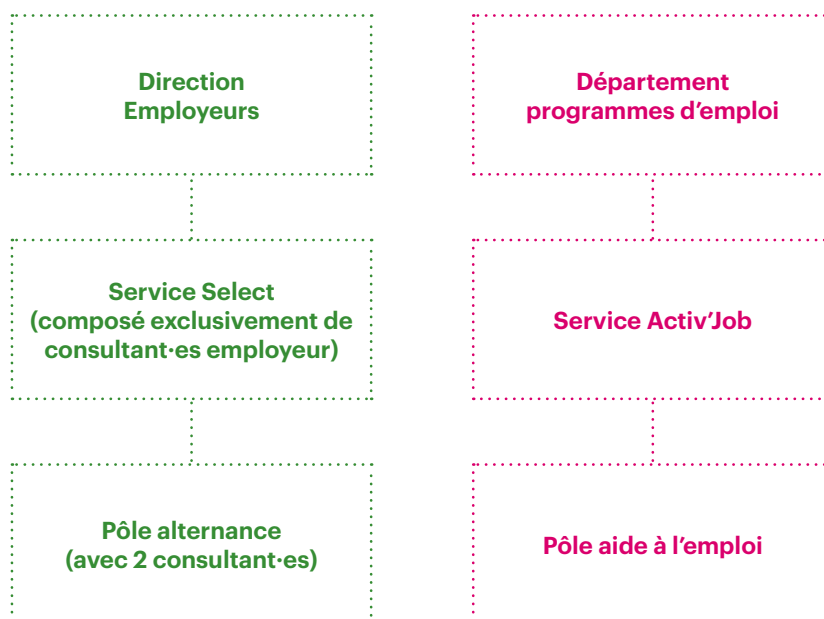 Direction
Employeurs
Département
programmes d'emploi
Service Select
(composé exclusivement de
consultant·es employeur)
Service Activ'Job
Pôle alternance
(avec 2 consultant·es)
Pôle aide à l'emploi